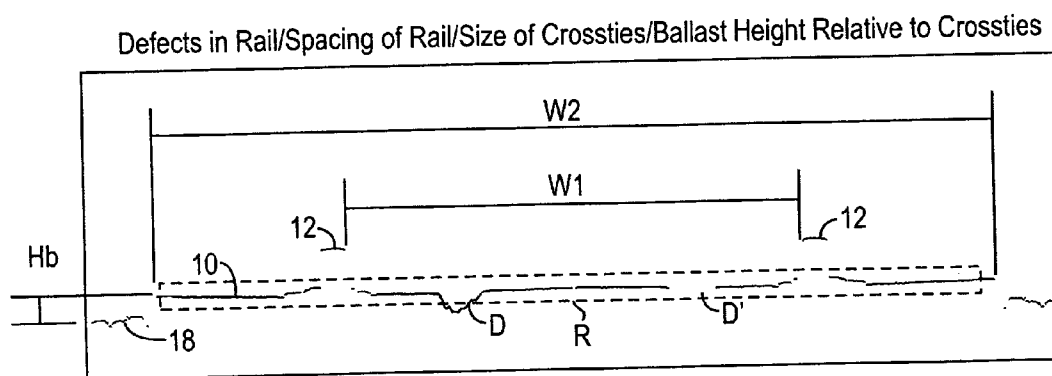 Defects in Rail/Spacing of Rail/Size of Crossties/Ballast Height Relative to Crossties
W2
W1
12
12
Hb
10
18
D
R
D'